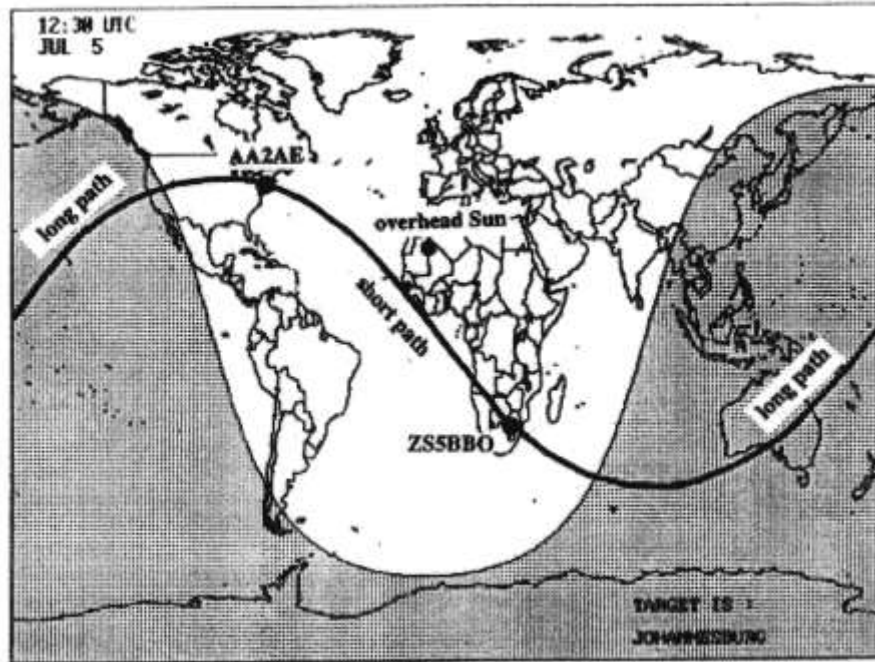 12:30 UTC
JUL 5
AA2AE
long path
overhead Sun
short path
long path
ZS5BBO
TARGET IS :
JOHANNESBURG